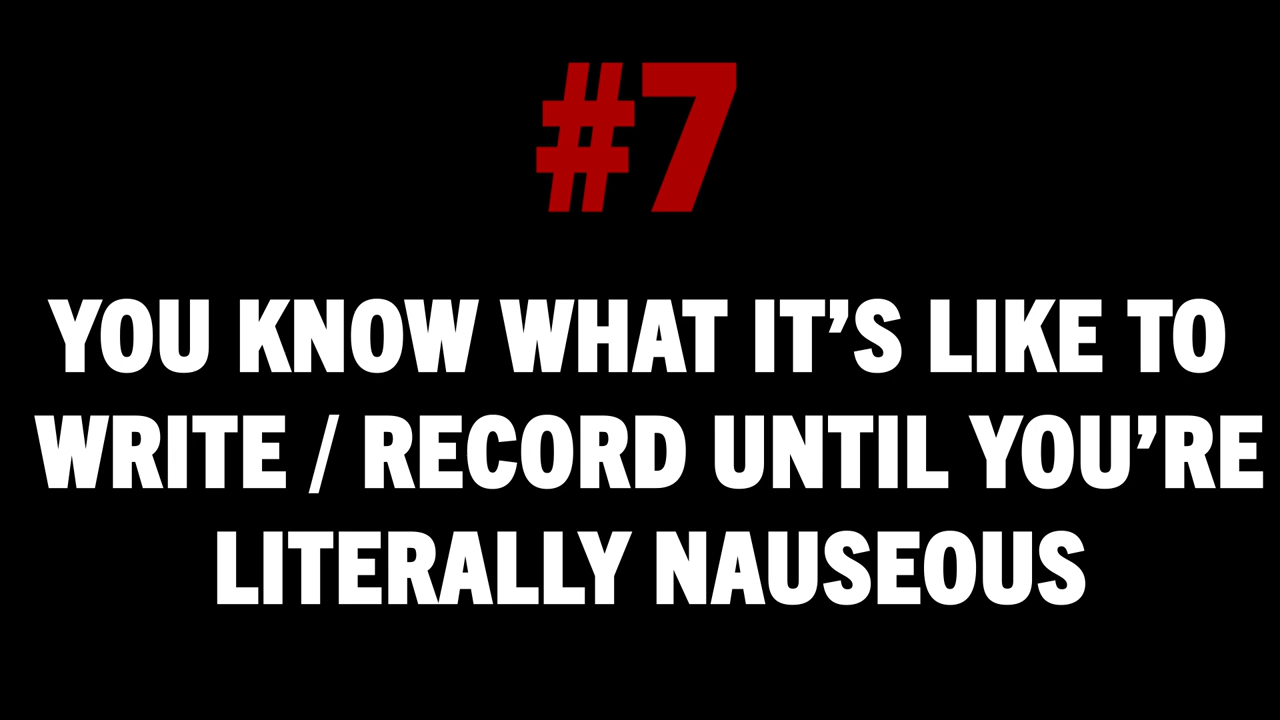 #7
YOU KNOW WHAT IT’S LIKE TO
WRITE / RECORD UNTIL YOU’RE
LITERALLY NAUSEOUS